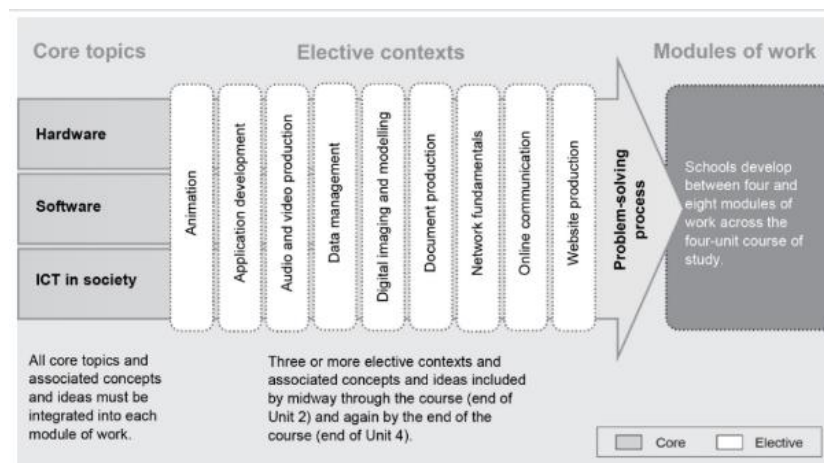 Core topics
Elective contexts
Modules of work
Hardware
Software
ICT in society
Animation
Application development
Audio and video production
Data management
Digital imaging and modelling
Document production
Network fundamentals
Online communication
Website production
Problem-solving
process
Schools develop
between four and
eight modules of
work across the
four-unit course of
study.
All core topics and
associated concepts
and ideas must be
integrated into each
module of work.
Three or more elective contexts and
associated concepts and ideas included
by midway through the course (end of
Unit 2) and again by the end of the
course (end of Unit 4).
Core
Elective